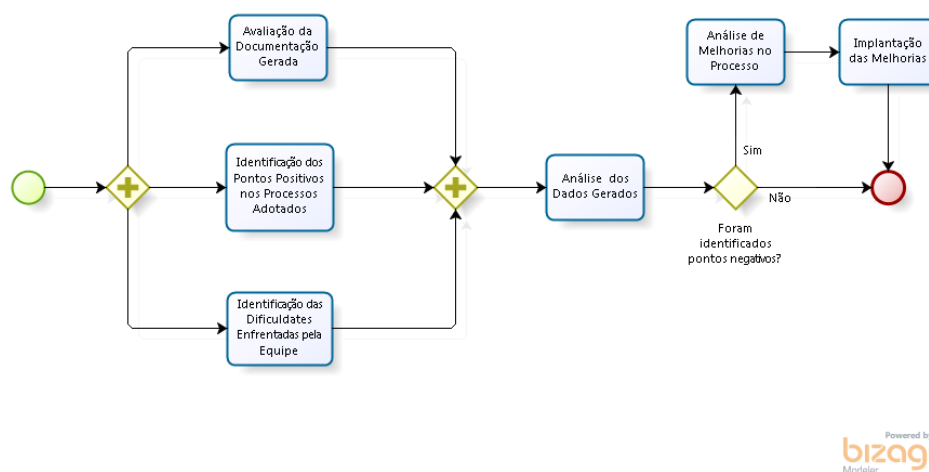 Avaliação da
Documentação
Gerada
Identificação dos
Pontos Positivos
nos Processos
Adotados
Identificação das
Dificuldates
Enfrentadas pela
Equipe
Análise dos
Dados Gerados
Foram
identificados
pontos negativos?
Sim
Não
Análise de
Melhorias no
Processo
Implantação
das Melhorias
Powered by
bizagi
Modeler